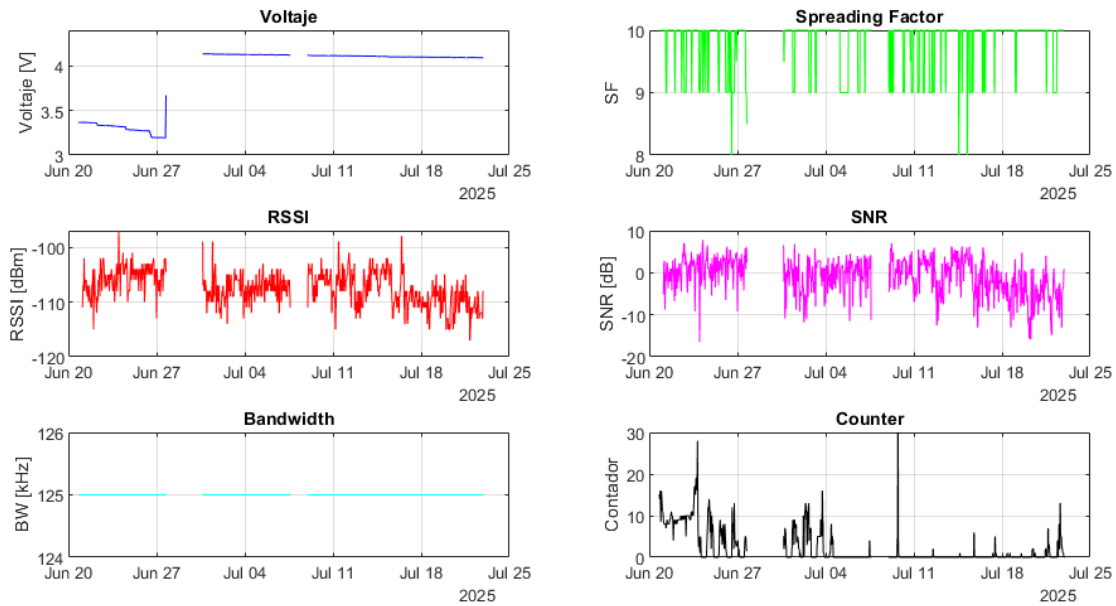 Voltaje
Voltaje [V]
4
3.5
3
Jun 20 Jun 27 Jul 04 Jul 11 Jul 18 Jul 25
2025
Spreading Factor
SF
10
9
8
Jun 20 Jun 27 Jul 04 Jul 11 Jul 18 Jul 25
2025
RSSI
RSSI [dBm]
-100
-110
-120
Jun 20 Jun 27 Jul 04 Jul 11 Jul 18 Jul 25
2025
SNR
SNR [dB]
10
0
-10
-20
Jun 20 Jun 27 Jul 04 Jul 11 Jul 18 Jul 25
2025
Bandwidth
BW [kHz]
126
125
124
Jun 20 Jun 27 Jul 04 Jul 11 Jul 18 Jul 25
2025
Counter
Contador
30
20
10
0
Jun 20 Jun 27 Jul 04 Jul 11 Jul 18 Jul 25
2025